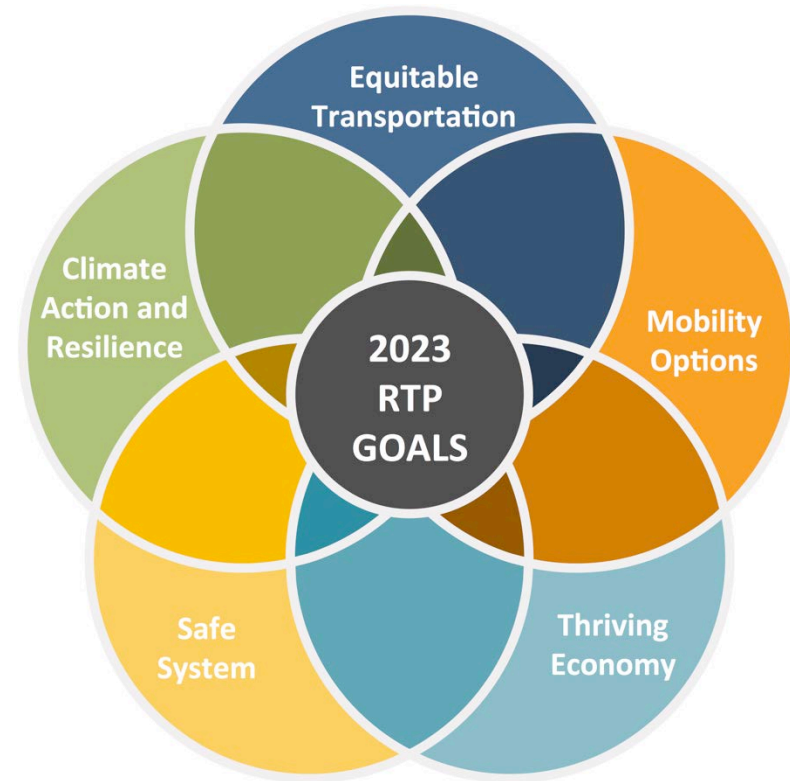 Equitable
Transportation
Climate
Action and
Resilience
Mobility
Options
2023
RTP
GOALS
Safe
System
Thriving
Economy